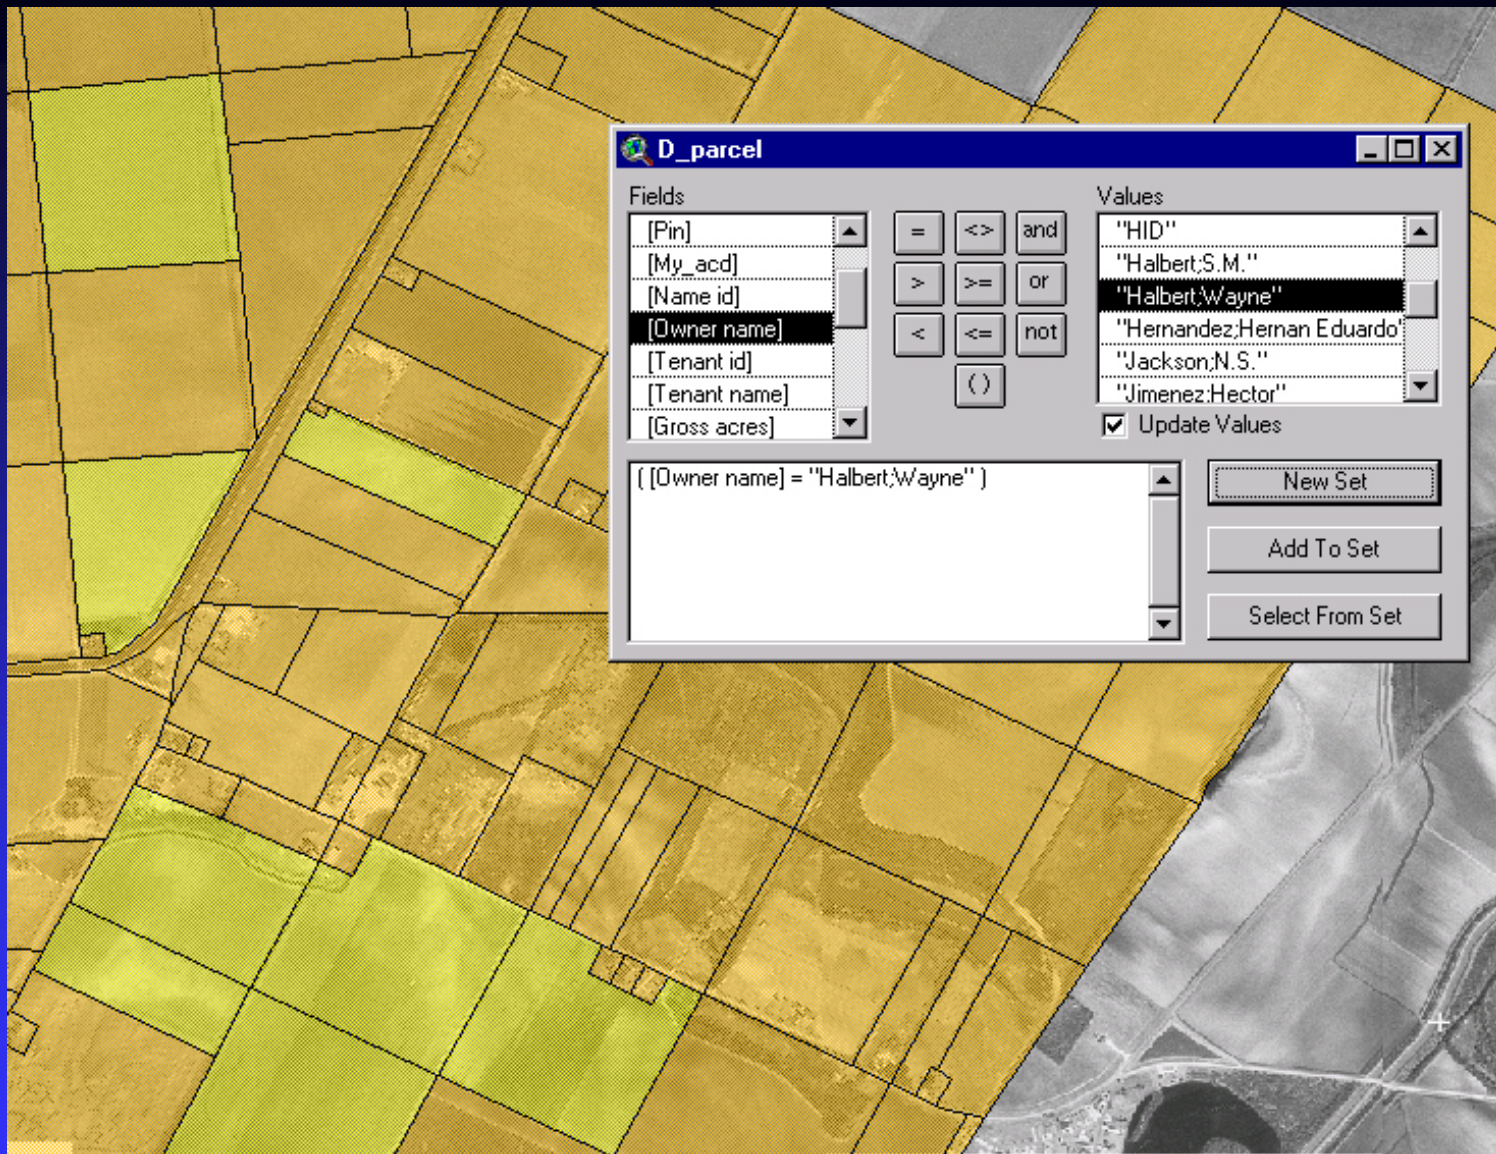 D_parcel
Fields
Values
[Pin]
[My_acd]
[Name id]
[Owner name]
[Tenant id]
[Tenant name]
[Gross acres]
= <> and
> >= or
< <= not
( )
"HID"
"Halbert;S.M."
"Halbert;Wayne"
"Hernandez;Hernan Eduardo"
"Jackson;N.S."
"Jimenez;Hector"
Update Values
( [Owner name] = "Halbert;Wayne" )
New Set
Add To Set
Select From Set